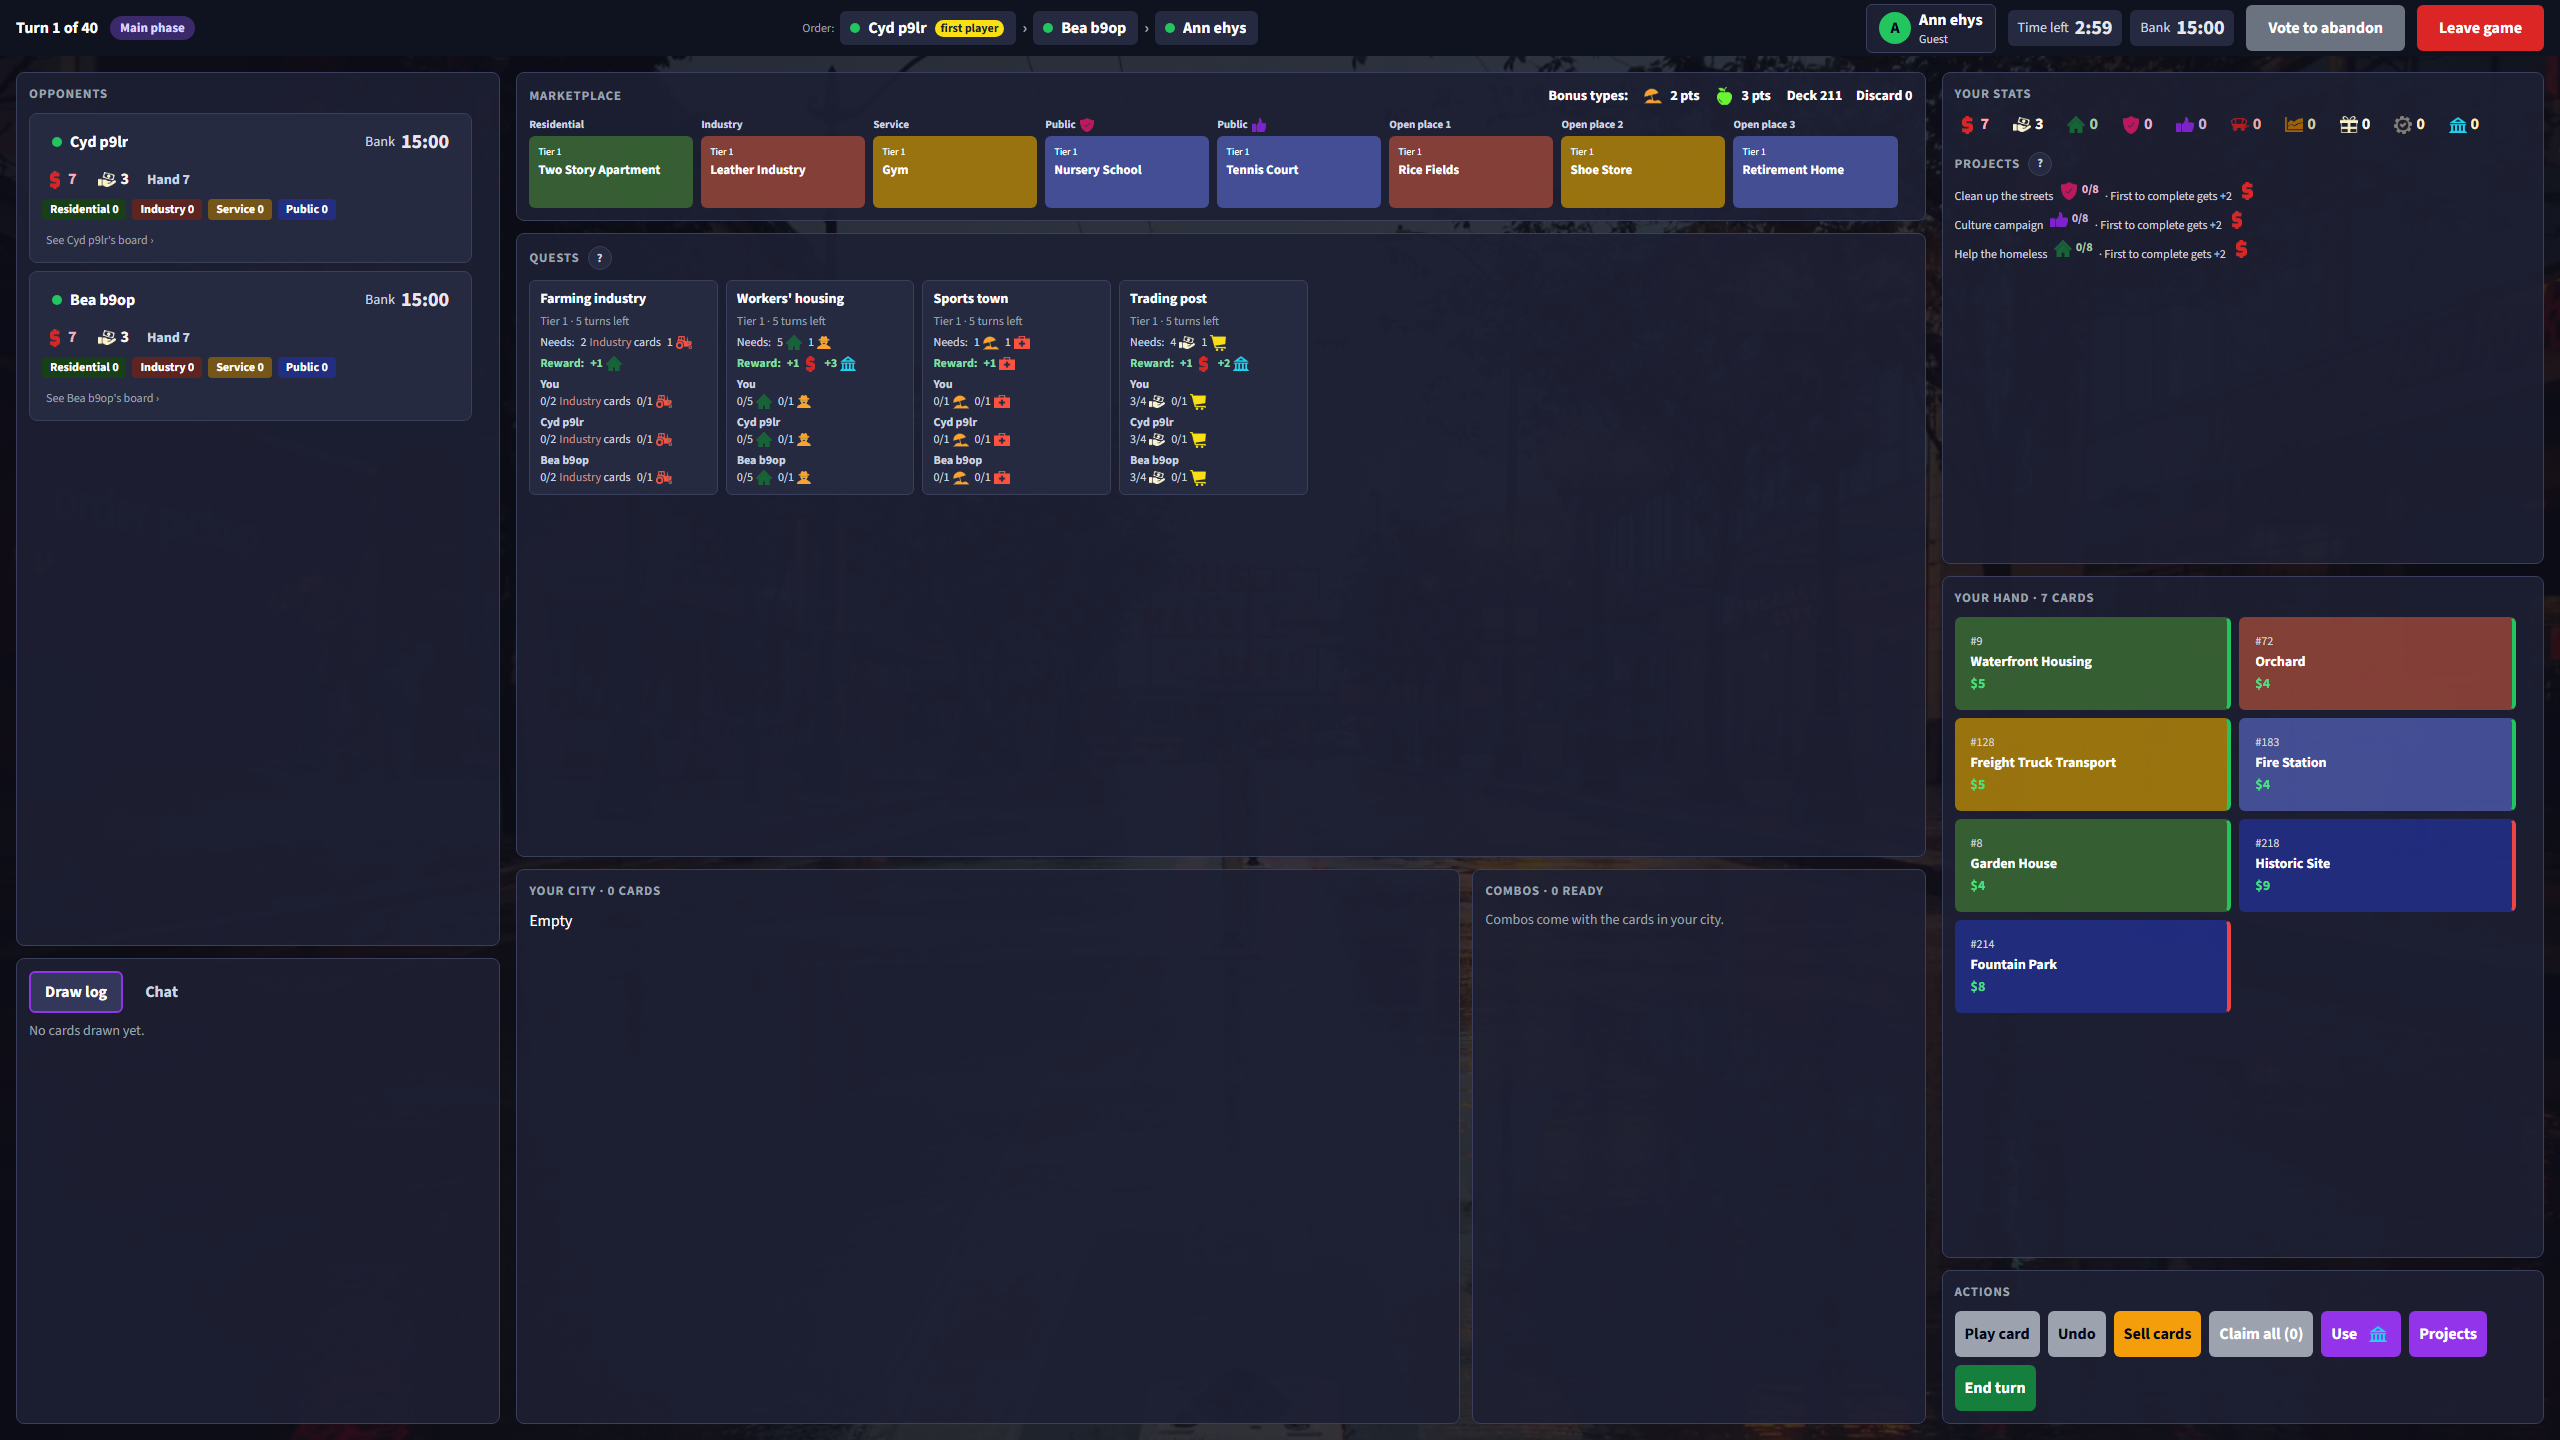 Turn 1 of 40 Main phase
Order: Cyd p9lr first player › Bea b9op › Ann ehys
A Ann ehys
Guest
Time left 2:59
Bank 15:00
Vote to abandon
Leave game
OPPONENTS
Cyd p9lr Bank 15:00
7 3 Hand 7
Residential 0 Industry 0 Service 0 Public 0
See Cyd p9lr's board ›
Bea b9op Bank 15:00
7 3 Hand 7
Residential 0 Industry 0 Service 0 Public 0
See Bea b9op's board ›
Draw log Chat
No cards drawn yet.
MARKETPLACE
Bonus types: 2 pts 3 pts Deck 211 Discard 0
Residential
Tier 1
Two Story Apartment
Industry
Tier 1
Leather Industry
Service
Tier 1
Gym
Public
Tier 1
Nursery School
Public
Tier 1
Tennis Court
Open place 1
Tier 1
Rice Fields
Open place 2
Tier 1
Shoe Store
Open place 3
Tier 1
Retirement Home
QUESTS ?
Farming industry
Tier 1 · 5 turns left
Needs: 2 Industry cards 1
Reward: +1
You
0/2 Industry cards 0/1
Cyd p9lr
0/2 Industry cards 0/1
Bea b9op
0/2 Industry cards 0/1
Workers' housing
Tier 1 · 5 turns left
Needs: 5 1
Reward: +1 $ +3
You
0/5 0/1
Cyd p9lr
0/5 0/1
Bea b9op
0/5 0/1
Sports town
Tier 1 · 5 turns left
Needs: 1 1
Reward: +1
You
0/1 0/1
Cyd p9lr
0/1 0/1
Bea b9op
0/1 0/1
Trading post
Tier 1 · 5 turns left
Needs: 4 1
Reward: +1 $ +2
You
3/4 0/1
Cyd p9lr
3/4 0/1
Bea b9op
3/4 0/1
YOUR CITY · 0 CARDS
Empty
COMBOS · 0 READY
Combos come with the cards in your city.
YOUR STATS
$ 7 3 0 0 0 0 0 0 0 0
PROJECTS ?
Clean up the streets 0/8 · First to complete gets +2 $
Culture campaign 0/8 · First to complete gets +2 $
Help the homeless 0/8 · First to complete gets +2 $
YOUR HAND · 7 CARDS
#9
Waterfront Housing
$5
#72
Orchard
$4
#128
Freight Truck Transport
$5
#183
Fire Station
$4
#8
Garden House
$4
#218
Historic Site
$9
#214
Fountain Park
$8
ACTIONS
Play card Undo Sell cards Claim all (0) Use Projects
End turn